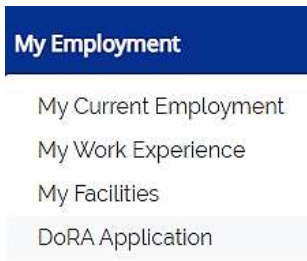 My Employment
My Current Employment
My Work Experience
My Facilities
DoRA Application